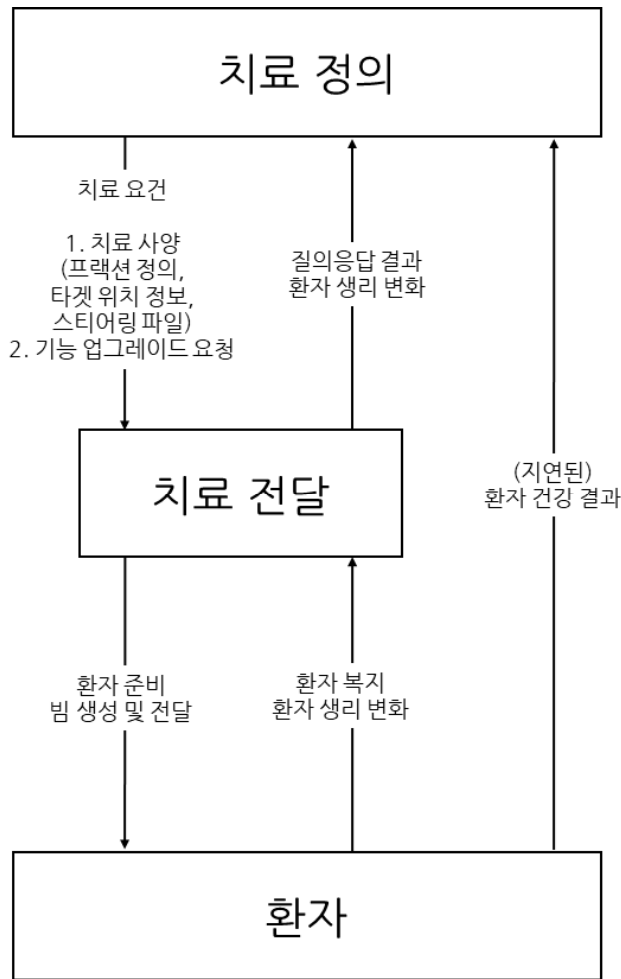 치료 정의
치료 요건
1. 치료 사양
(프랙션 정의,
타겟 위치 정보,
스티어링 파일)
2. 기능 업그레이드 요청
질의응답 결과
환자 생리 변화
(지연된)
환자 건강 결과
치료 전달
환자 준비
빔 생성 및 전달
환자 복지
환자 생리 변화
환자